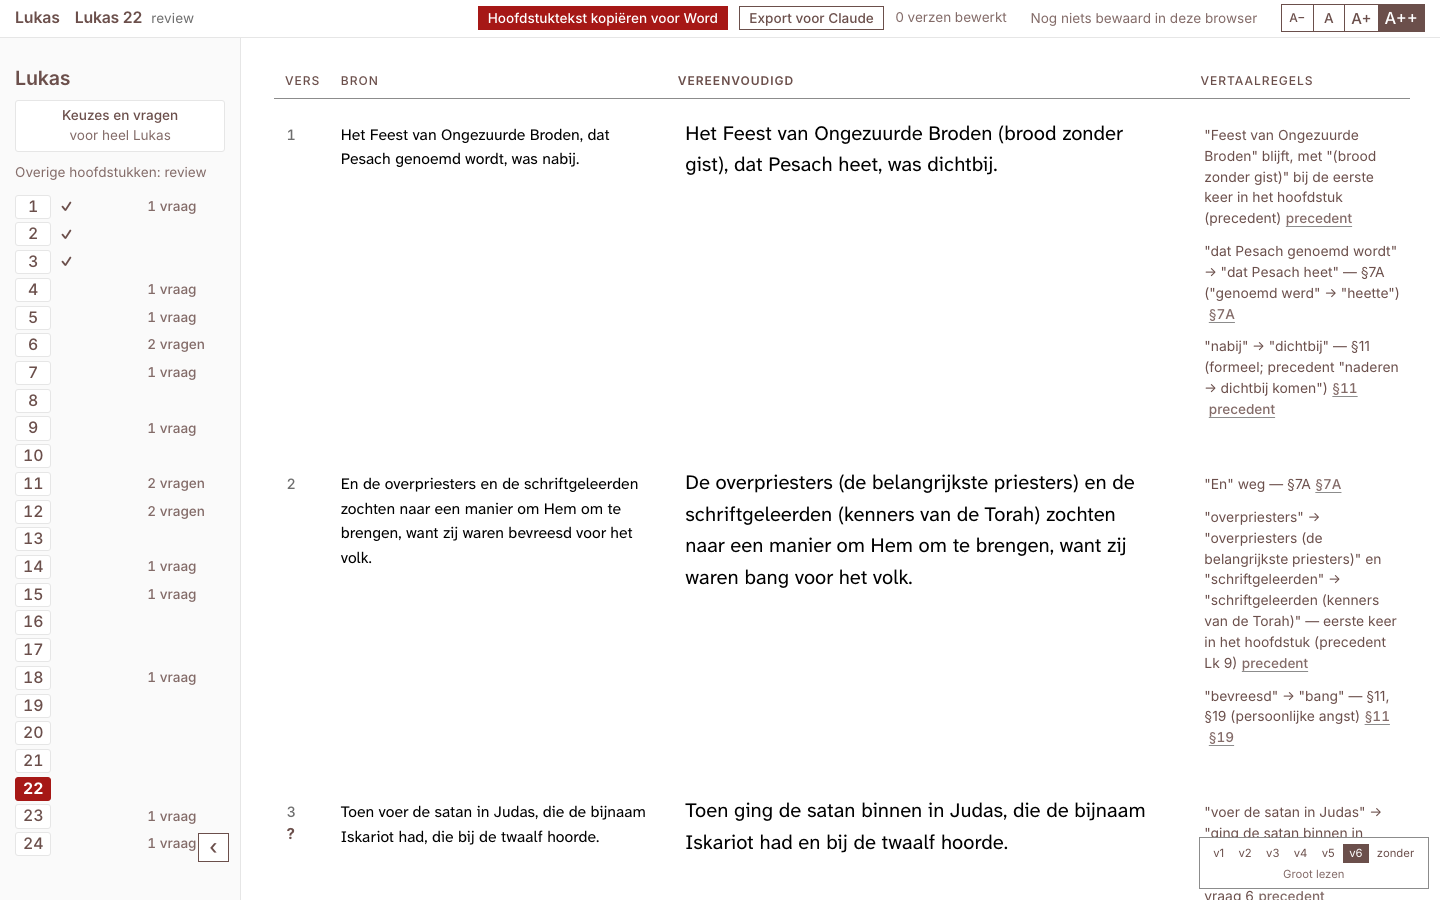 Lukas Lukas 22 review Hoofdstuktekst kopiëren voor Word Export voor Claude 0 verzen bewerkt Nog niets bewaard in deze browser A− A A+ A++
Lukas
Keuzes en vragen
voor heel Lukas
Overige hoofdstukken: review
1 ✓ 1 vraag
2 ✓
3 ✓
4 1 vraag
5 1 vraag
6 2 vragen
7 1 vraag
8
9 1 vraag
10
11 2 vragen
12 2 vragen
13
14 1 vraag
15 1 vraag
16
17
18 1 vraag
19
20
21
22
23 1 vraag
24 1 vraag
VERS BRON VEREENVOUDIGD VERTAALREGELS
1
Het Feest van Ongezuurde Broden, dat
Pesach genoemd wordt, was nabij.
Het Feest van Ongezuurde Broden (brood zonder
gist), dat Pesach heet, was dichtbij.
"Feest van Ongezuurde
Broden" blijft, met "(brood
zonder gist)" bij de eerste
keer in het hoofdstuk
(precedent) precedent
"dat Pesach genoemd wordt"
→ "dat Pesach heet" — §7A
("genoemd werd" → "heette")
§7A
"nabij" → "dichtbij" — §11
(formeel; precedent "naderen
→ dichtbij komen") §11
precedent
2
En de overpriesters en de schriftgeleerden
zochten naar een manier om Hem om te
brengen, want zij waren bevreesd voor het
volk.
De overpriesters (de belangrijkste priesters) en de
schriftgeleerden (kenners van de Torah) zochten
naar een manier om Hem om te brengen, want zij
waren bang voor het volk.
"En" weg — §7A §7A
"overpriesters" →
"overpriesters (de
belangrijkste priesters)" en
"schriftgeleerden" →
"schriftgeleerden (kenners
van de Torah)" — eerste keer
in het hoofdstuk (precedent
Lk 9) precedent
"bevreesd" → "bang" — §11,
§19 (persoonlijke angst) §11
§19
3
?
Toen voer de satan in Judas, die de bijnaam
Iskariot had, die bij de twaalf hoorde.
Toen ging de satan binnen in Judas, die de bijnaam
Iskariot had en bij de twaalf hoorde.
"voer de satan in Judas" →
"ging de satan binnen in
v1 v2 v3 v4 v5 v6 zonder
Groot lezen
vraag 6 precedent